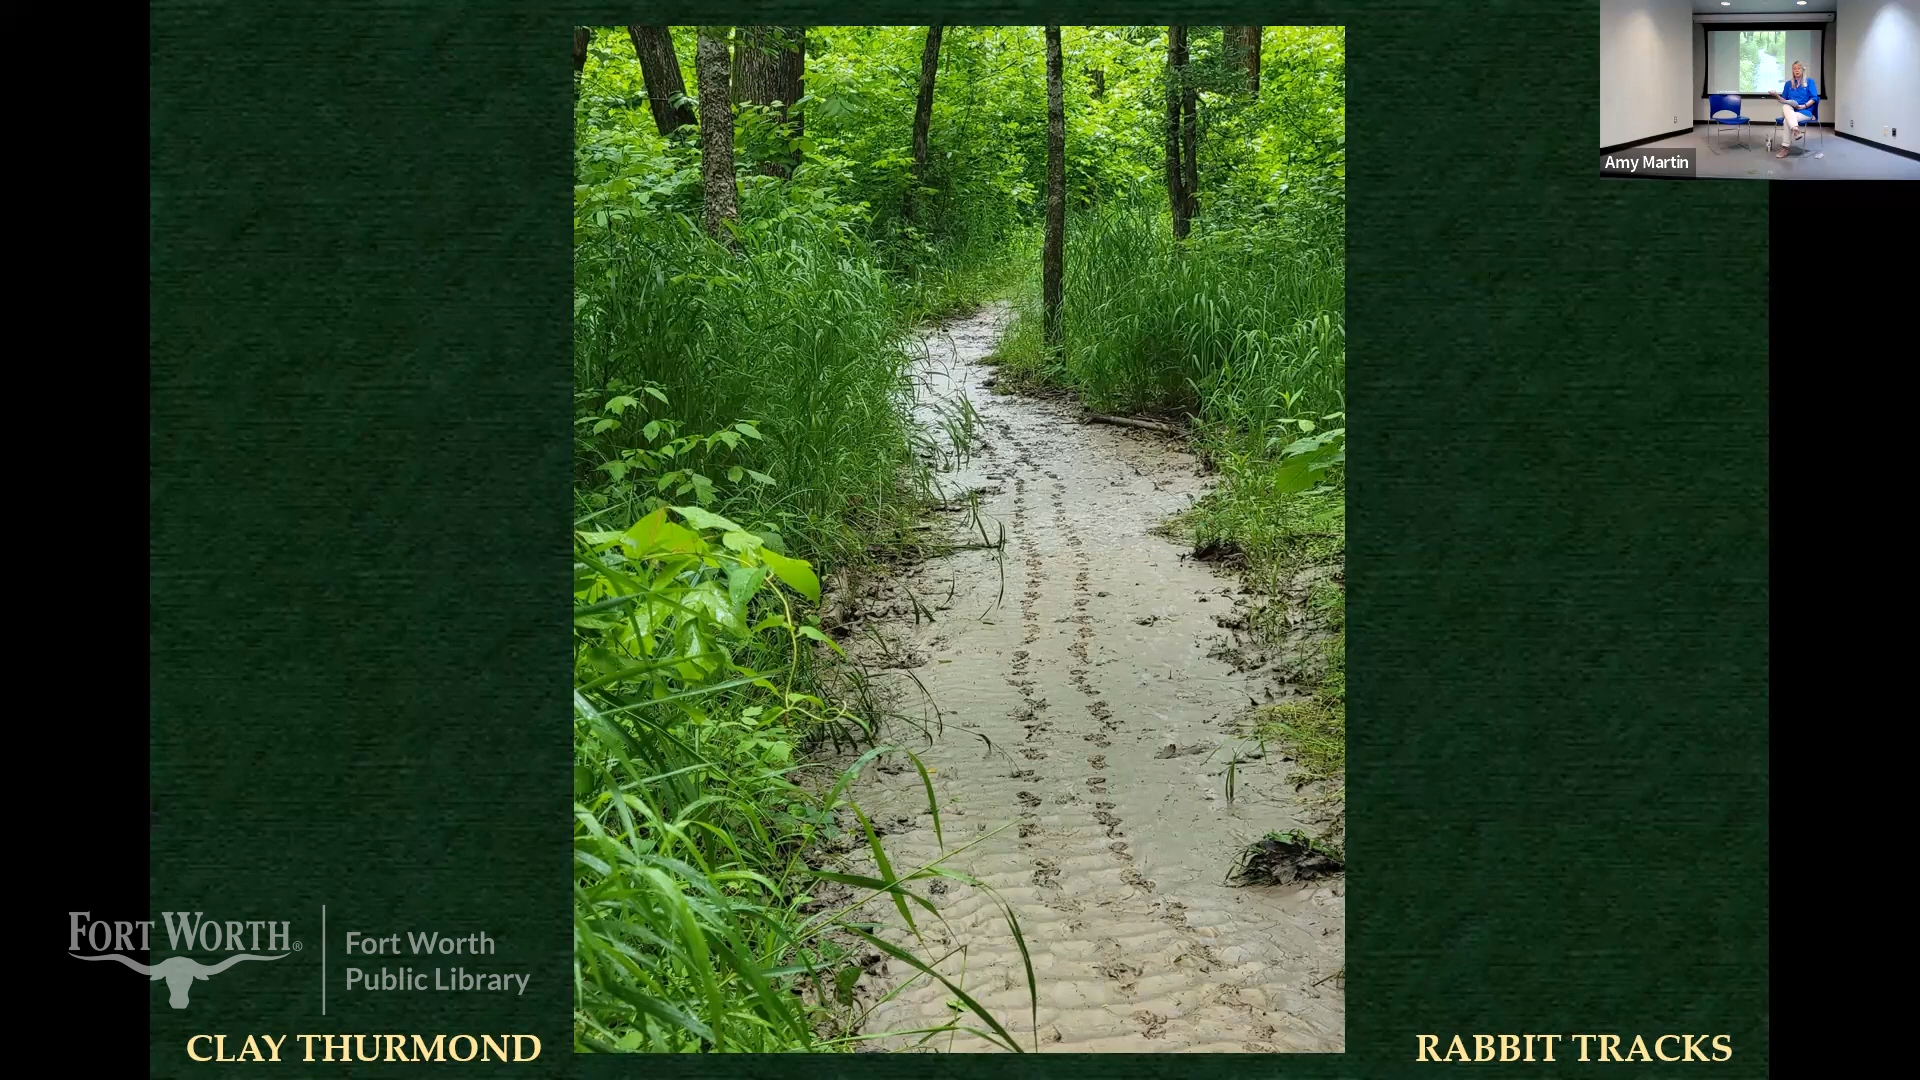 Amy Martin
FORT WORTH®
Fort Worth
Public Library
CLAY THURMOND
RABBIT TRACKS